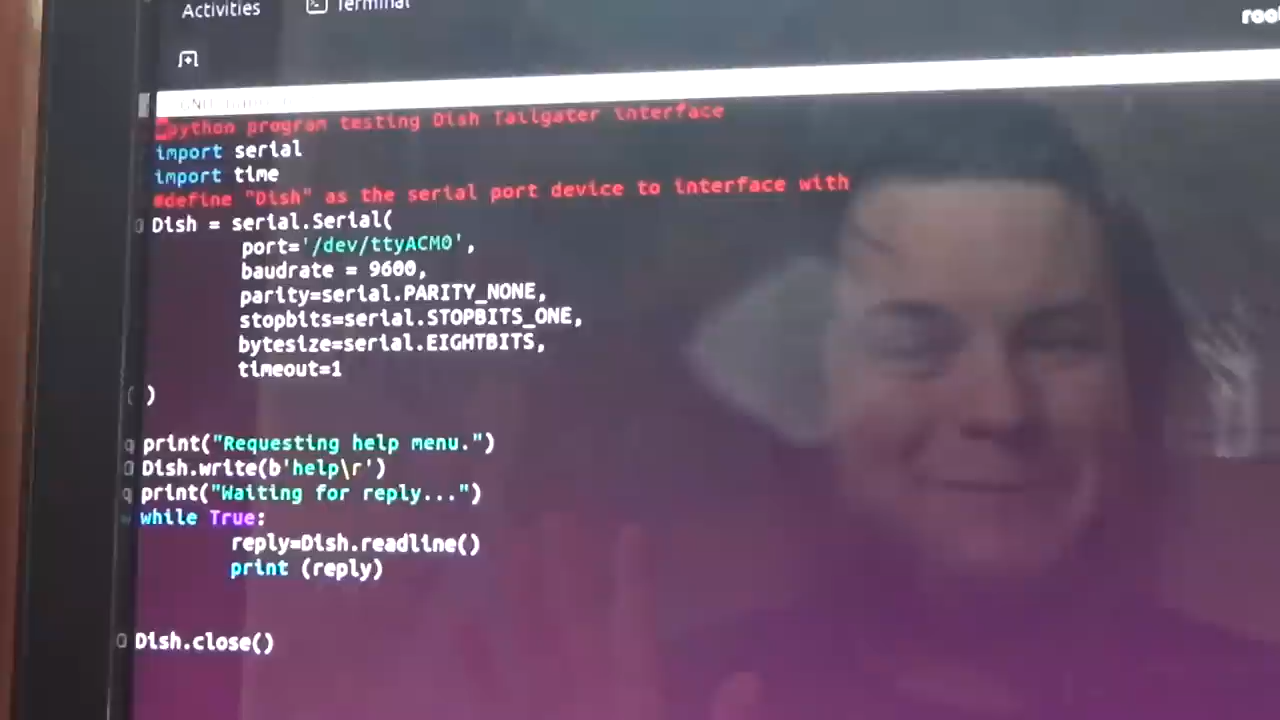 Activities
Terminal
root
GNU nano
#python program testing Dish Tailgater interface
import serial
import time
#define "Dish" as the serial port device to interface with
Dish = serial.Serial(
port='/dev/ttyACM0',
baudrate = 9600,
parity=serial.PARITY_NONE,
stopbits=serial.STOPBITS_ONE,
bytesize=serial.EIGHTBITS,
timeout=1
)
print("Requesting help menu.")
Dish.write(b'help\r')
print("Waiting for reply...")
while True:
reply=Dish.readline()
print (reply)
Dish.close()